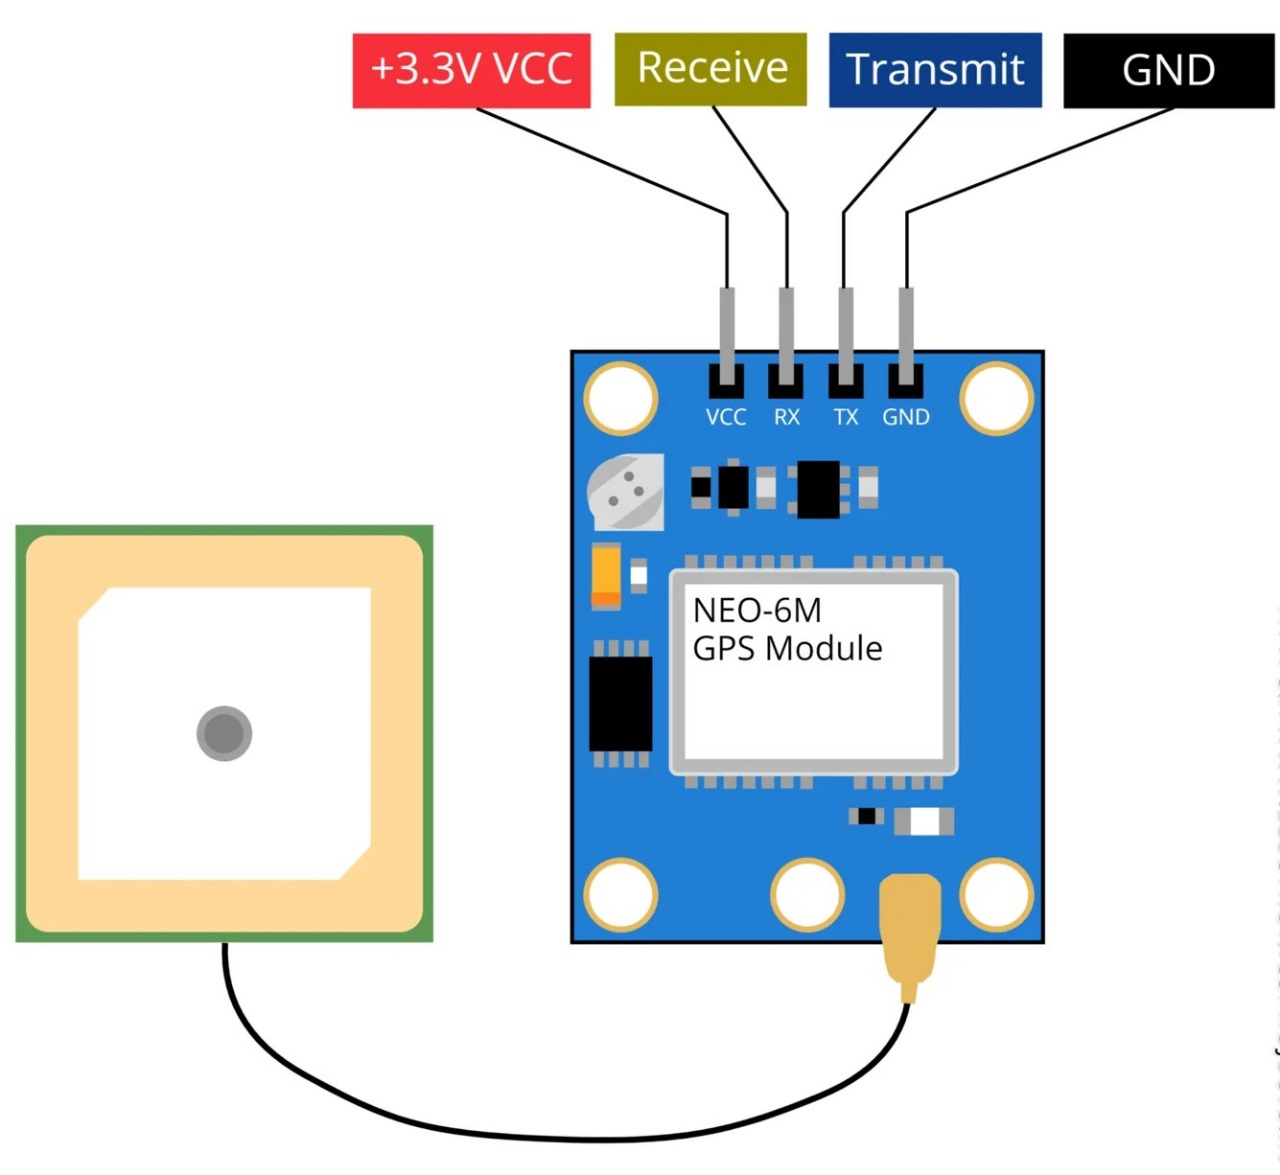 +3.3V VCC
Receive
Transmit
GND
VCC
RX
TX
GND
NEO-6M
GPS Module